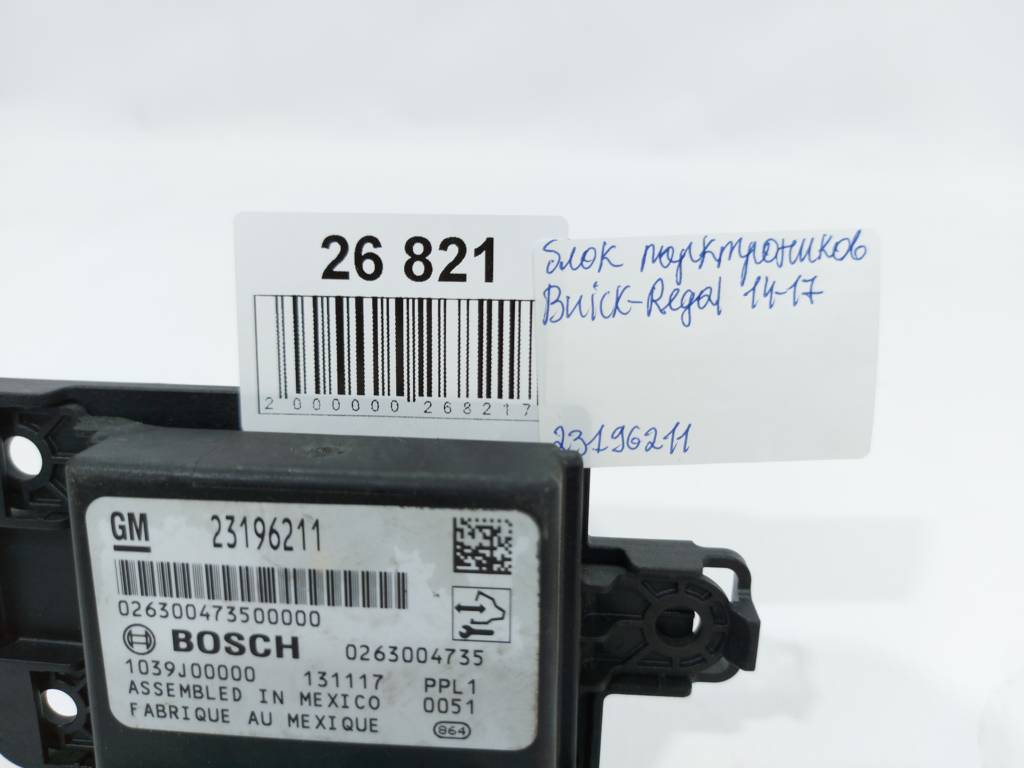 26 821
2 000000 268217
Блок парктроников
Buick-Regal 14-17
23196211
GM 23196211
026300473500000
BOSCH 0263004735
1039J00000 131117 PPL1
ASSEMBLED IN MEXICO 0051
FABRIQUE AU MEXIQUE 864